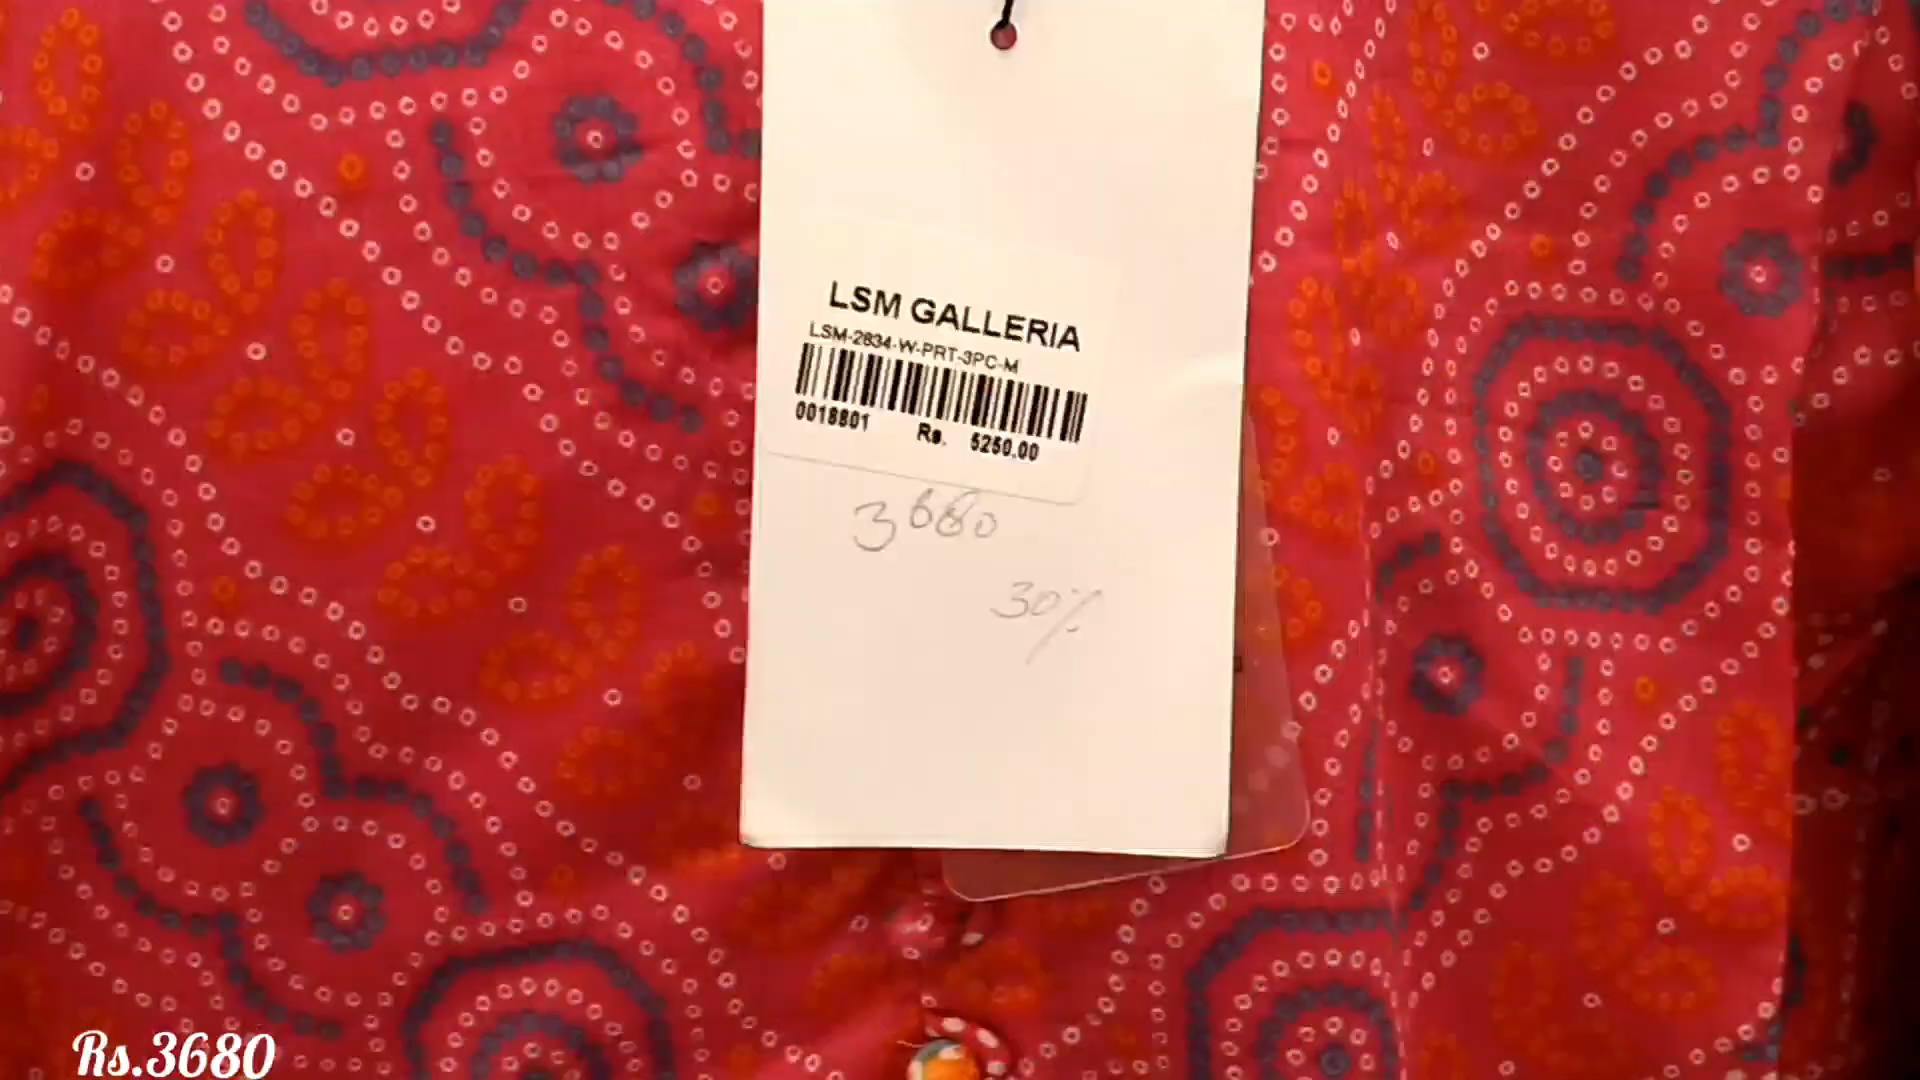 LSM GALLERIA
LSM-2834-W-PRT-3PC-M
0018801 Rs. 5250.00
3680
30%
Rs.3680